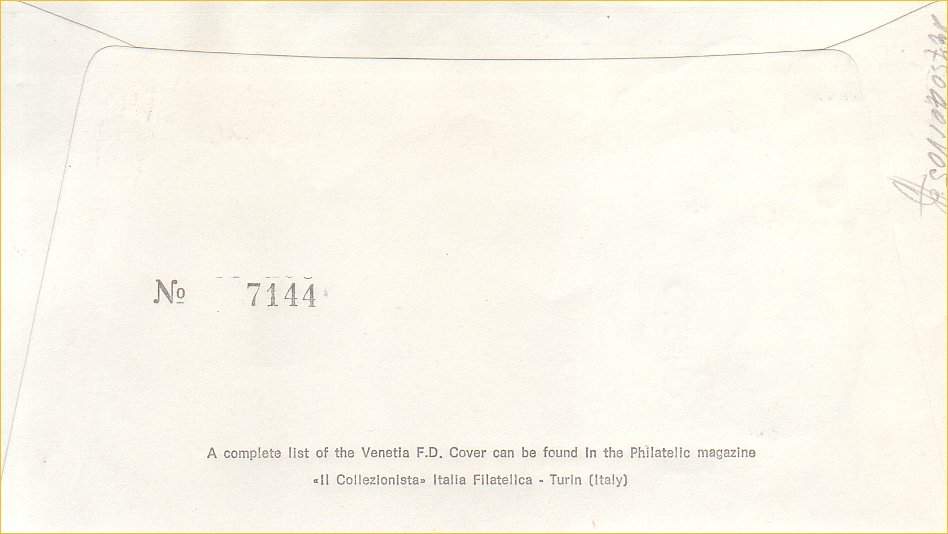 No 7144
A complete list of the Venetia F.D. Cover can be found in the Philatelic magazine
«Il Collezionista» Italia Filatelica - Turin (Italy)